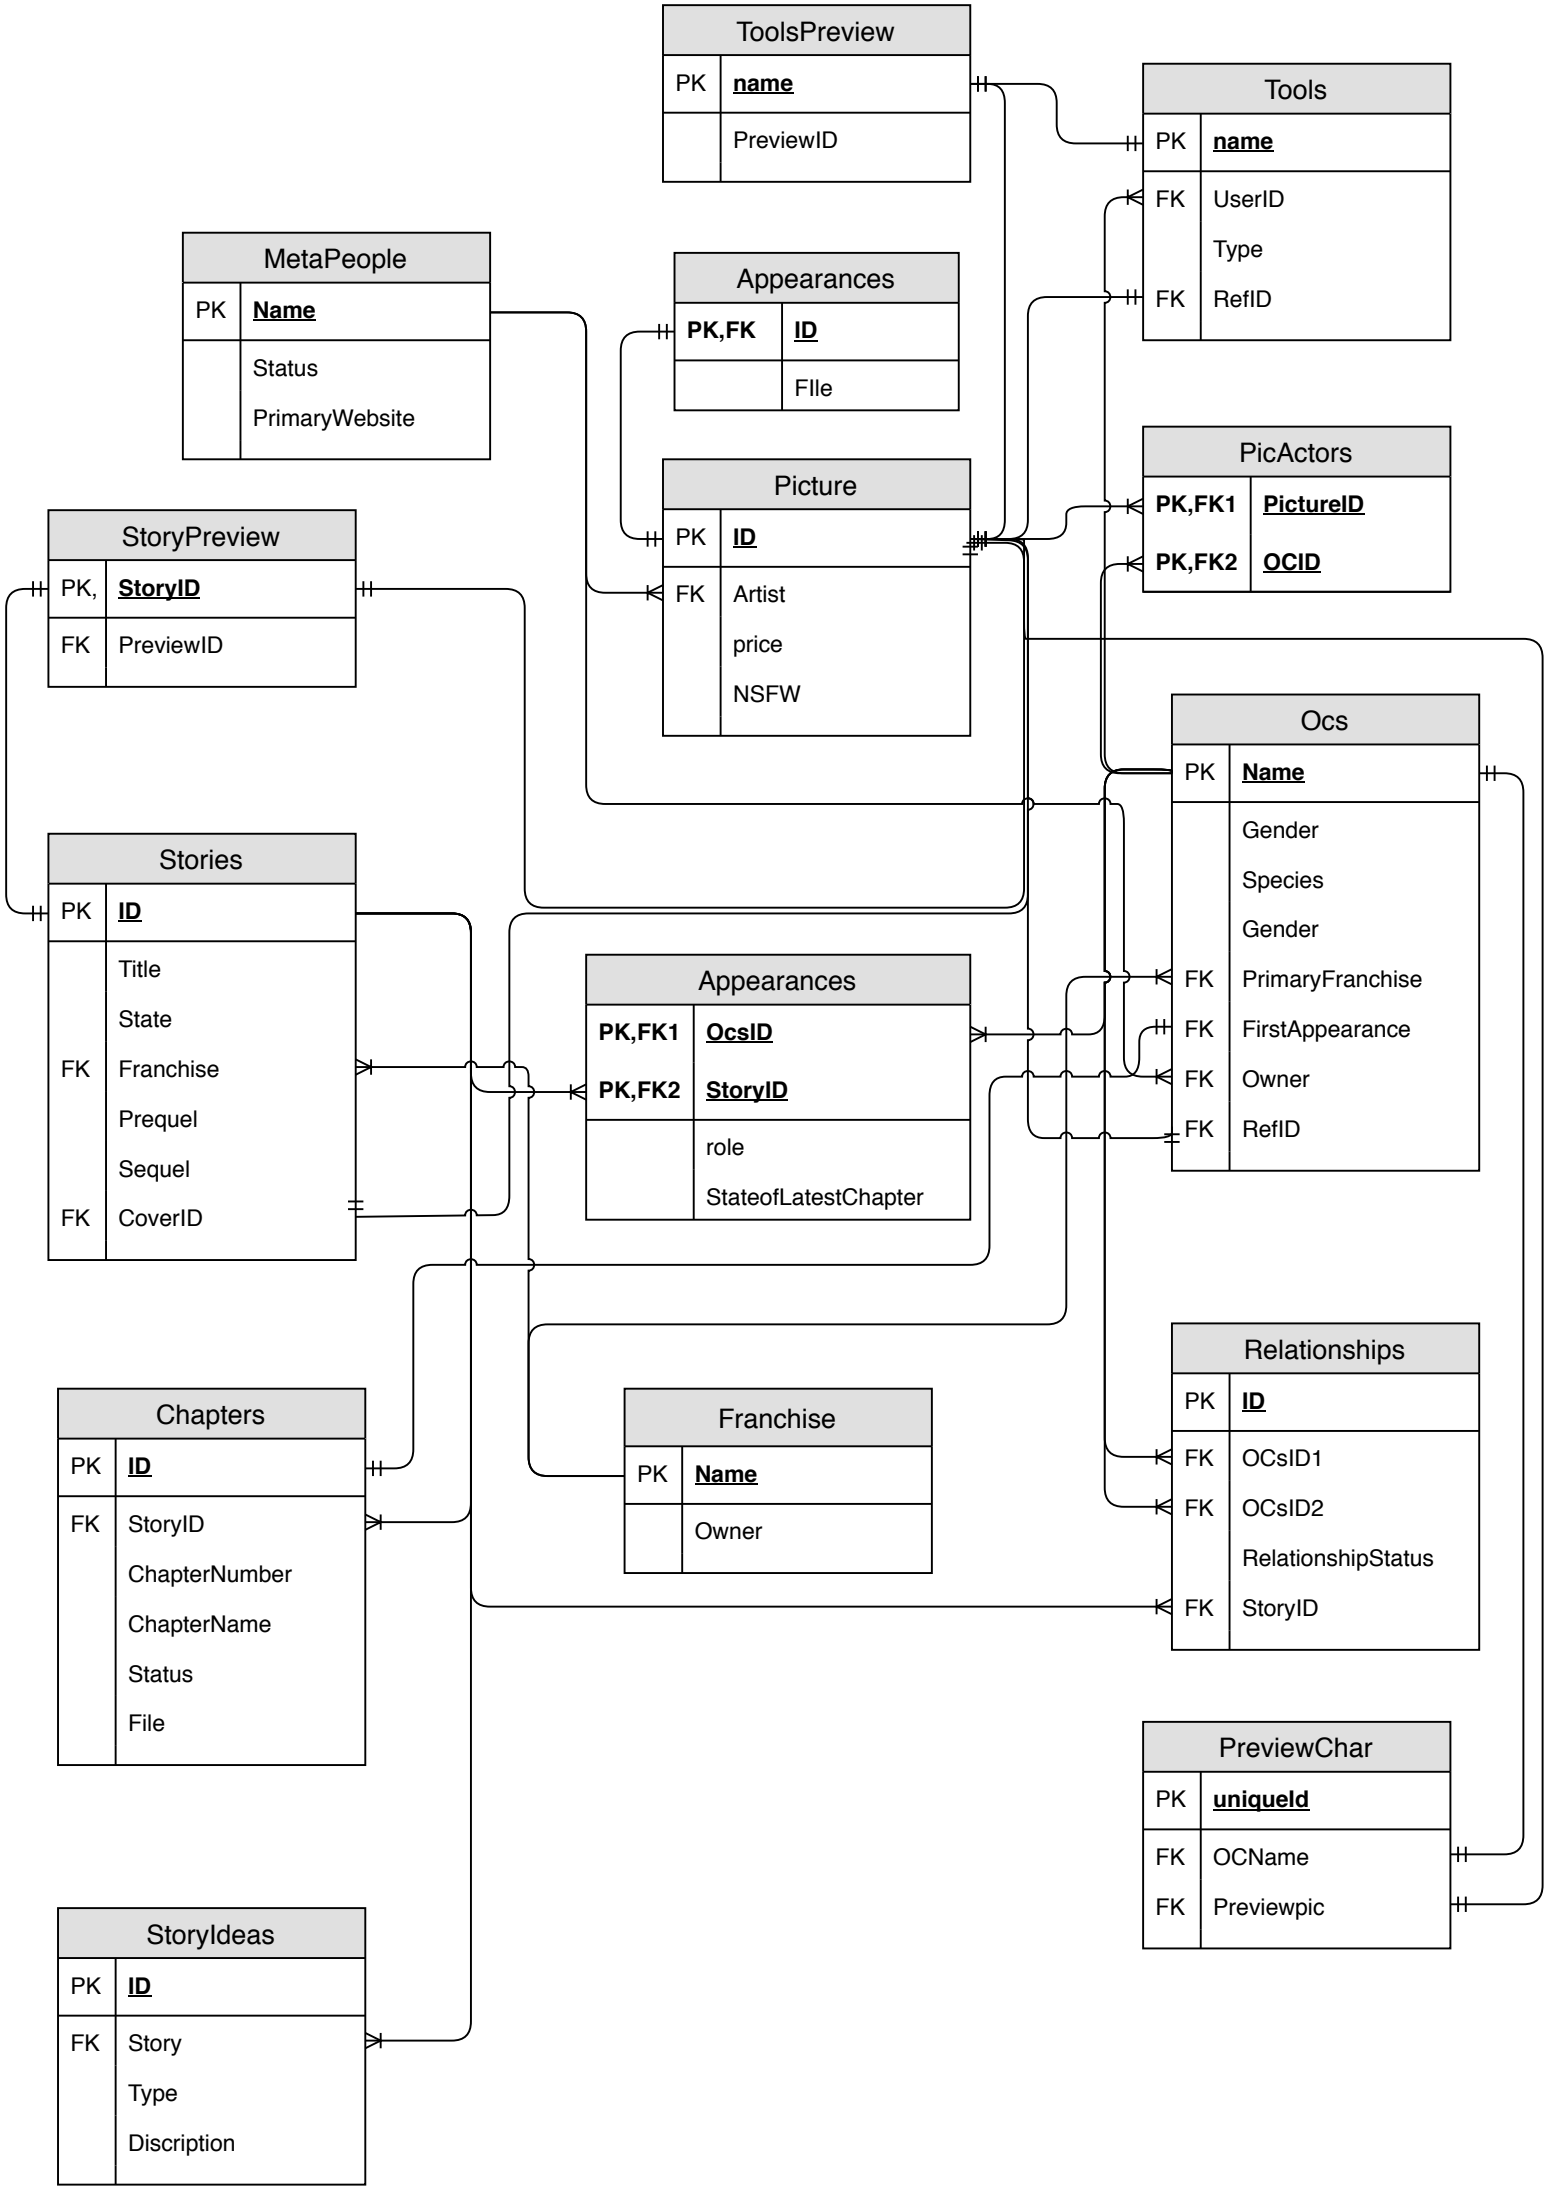 ToolsPreview
PK name
PreviewID
Tools
PK name
FK UserID
Type
FK RefID
MetaPeople
PK Name
Status
PrimaryWebsite
Appearances
PK,FK ID
FIle
PicActors
PK,FK1 PictureID
PK,FK2 OCID
Picture
PK ID
FK Artist
price
NSFW
StoryPreview
PK, StoryID
FK PreviewID
Ocs
PK Name
Gender
Species
Gender
FK PrimaryFranchise
FK FirstAppearance
FK Owner
FK RefID
Stories
PK ID
Title
State
FK Franchise
Prequel
Sequel
FK CoverID
Appearances
PK,FK1 OcsID
PK,FK2 StoryID
role
StateofLatestChapter
Relationships
PK ID
FK OCsID1
FK OCsID2
RelationshipStatus
FK StoryID
Chapters
PK ID
FK StoryID
ChapterNumber
ChapterName
Status
File
Franchise
PK Name
Owner
PreviewChar
PK uniqueId
FK OCName
FK Previewpic
StoryIdeas
PK ID
FK Story
Type
Discription